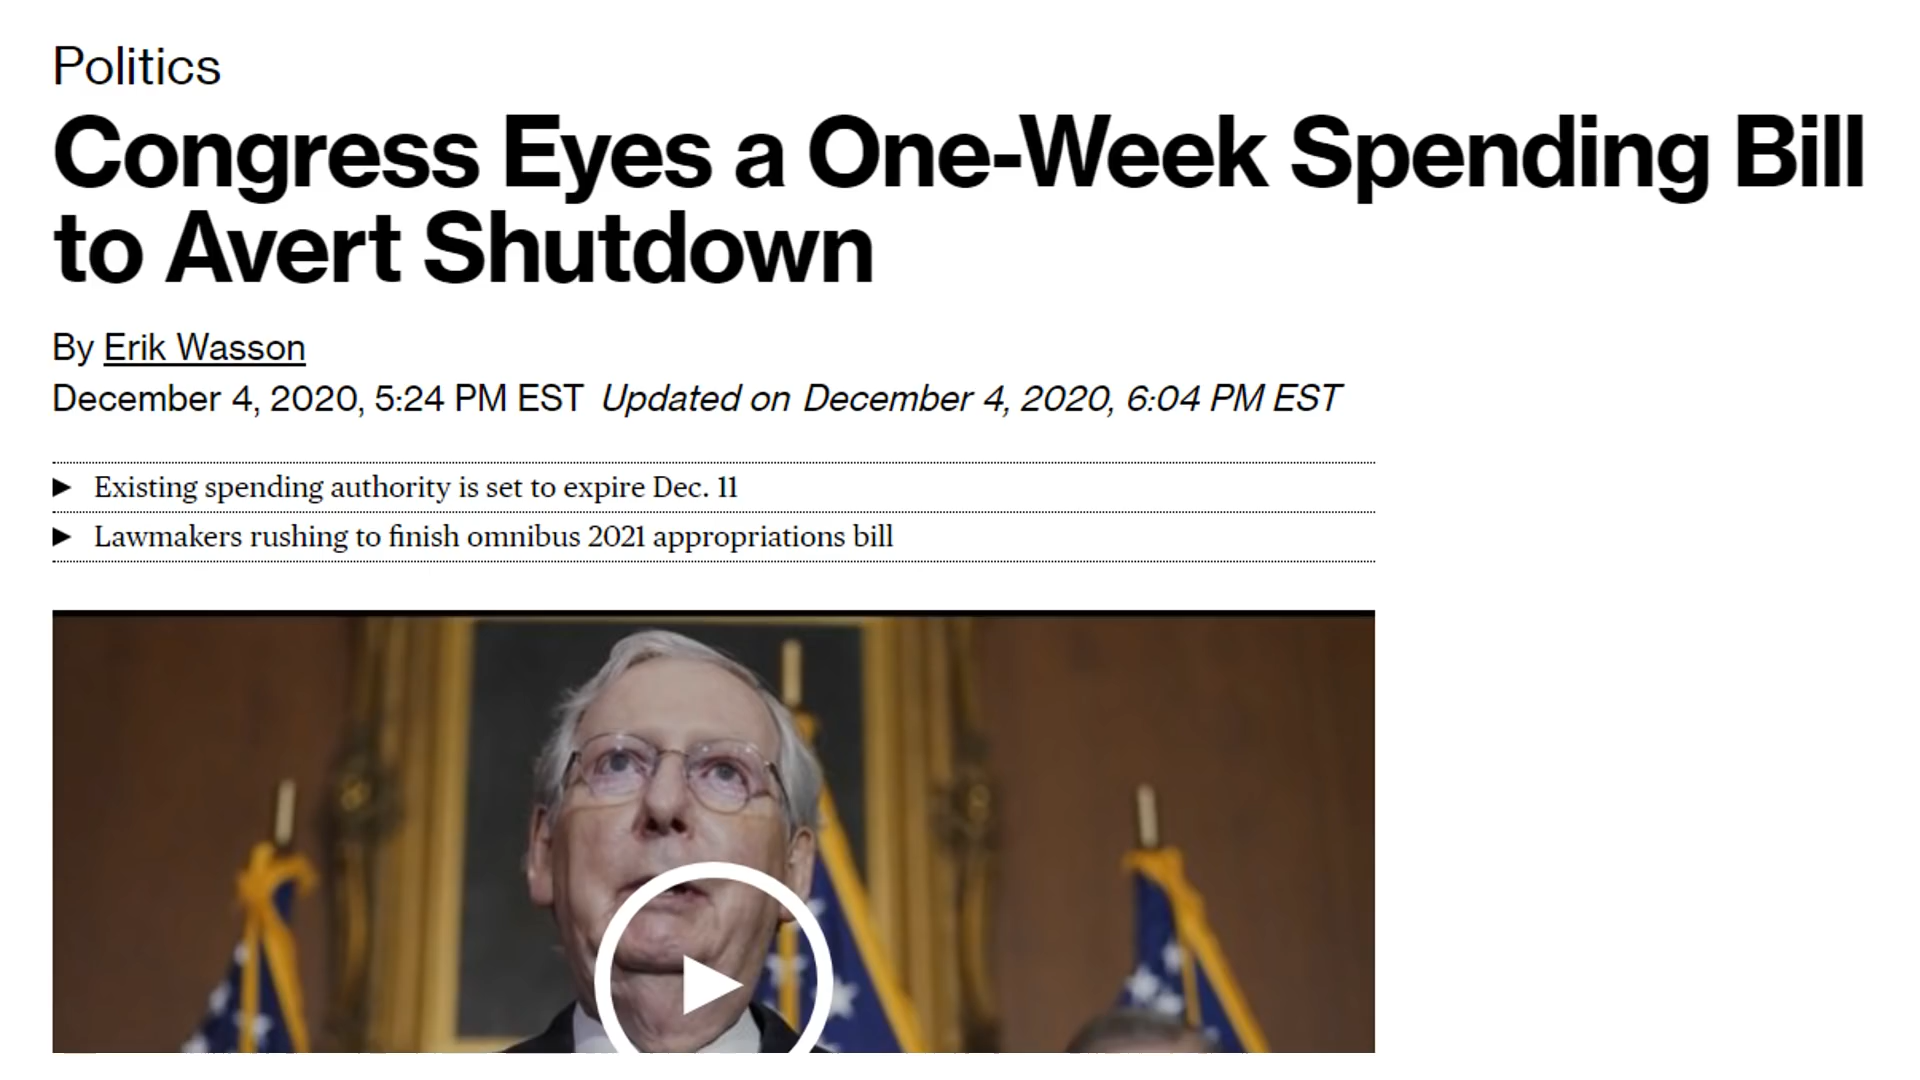 Politics
Congress Eyes a One-Week Spending Bill
to Avert Shutdown
By Erik Wasson
December 4, 2020, 5:24 PM EST Updated on December 4, 2020, 6:04 PM EST
Existing spending authority is set to expire Dec. 11
Lawmakers rushing to finish omnibus 2021 appropriations bill